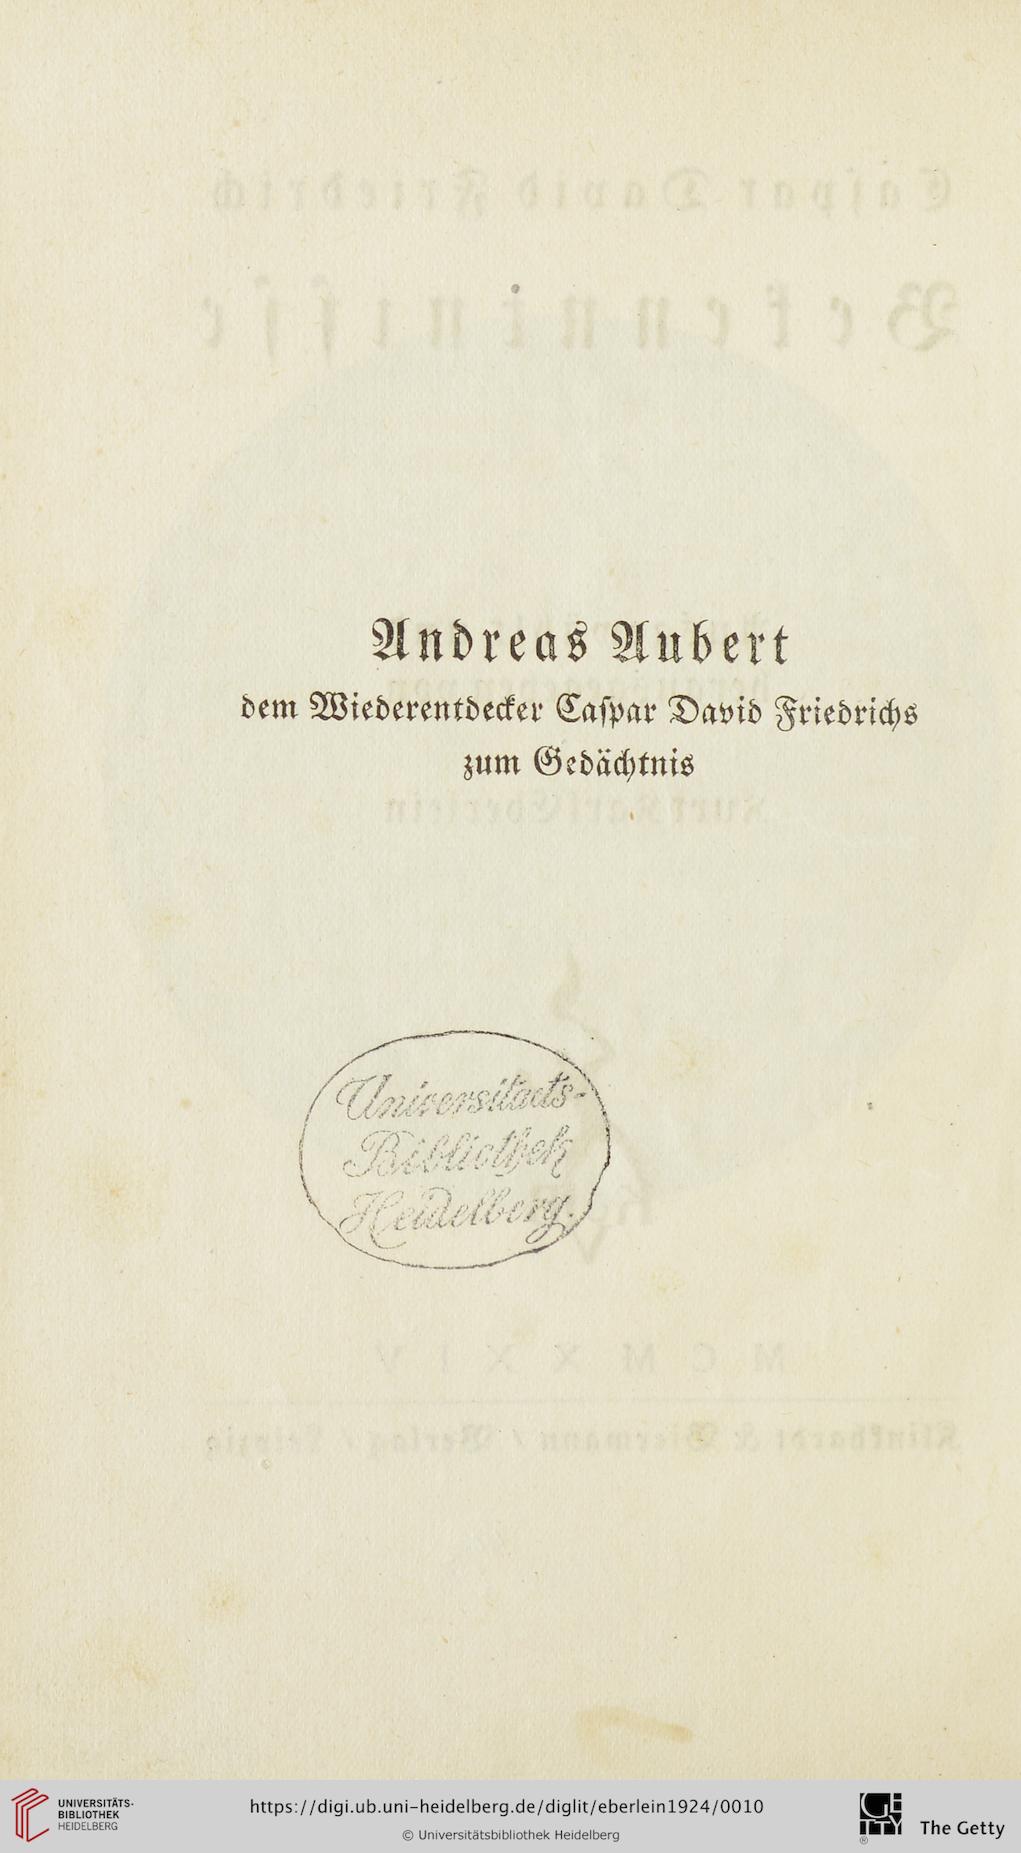 Andreas Aubert
dem Wiederentdecker Caſpar David Friedrichs
zum Gedächtnis
Universitaets-
Bibliothek
Heidelberg.
UNIVERSITÄTS-
BIBLIOTHEK
HEIDELBERG
https://digi.ub.uni-heidelberg.de/diglit/eberlein1924/0010
© Universitätsbibliothek Heidelberg
The Getty